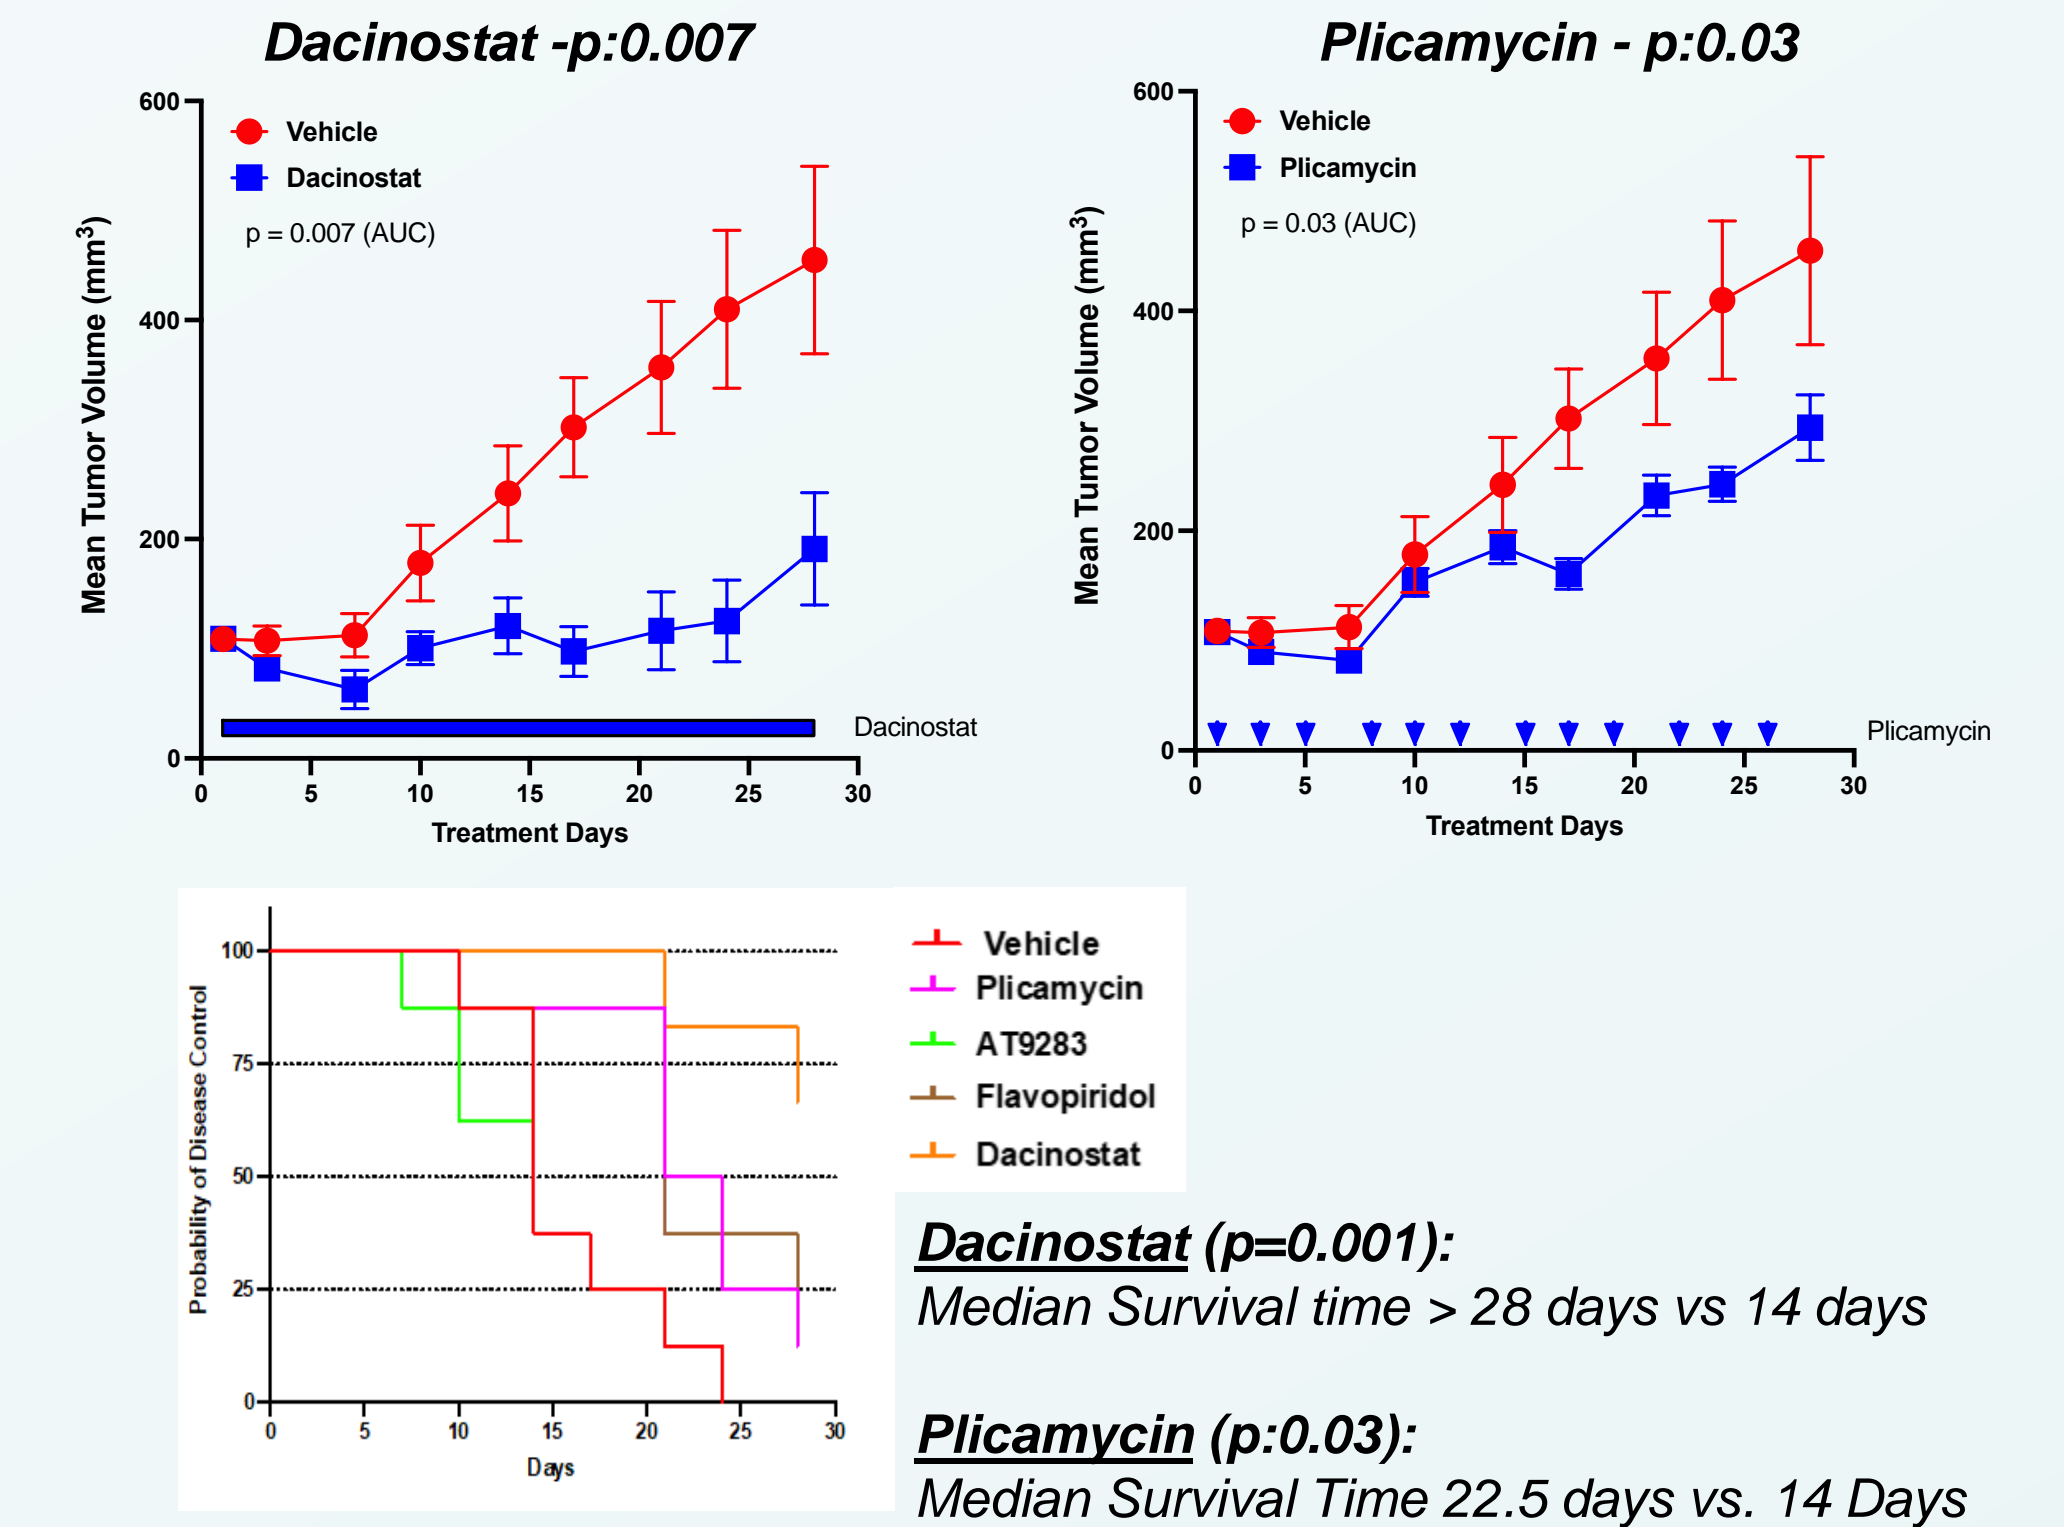 Dacinostat -p:0.007
600
400
200
0
Mean Tumor Volume (mm³)
Vehicle
Dacinostat
p = 0.007 (AUC)
Dacinostat
0 5 10 15 20 25 30
Treatment Days
Plicamycin - p:0.03
600
400
200
0
Mean Tumor Volume (mm³)
Vehicle
Plicamycin
p = 0.03 (AUC)
Plicamycin
0 5 10 15 20 25 30
Treatment Days
100
75
50
25
0
Probability of Disease Control
0 5 10 15 20 25 30
Days
Vehicle
Plicamycin
AT9283
Flavopiridol
Dacinostat
Dacinostat (p=0.001):
Median Survival time > 28 days vs 14 days
Plicamycin (p:0.03):
Median Survival Time 22.5 days vs. 14 Days